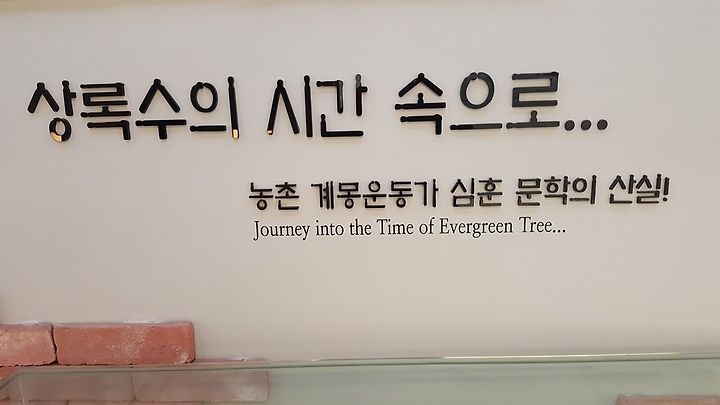 상록수의 시간 속으로...
농촌 계몽운동가 심훈 문학의 산실!
Journey into the Time of Evergreen Tree...